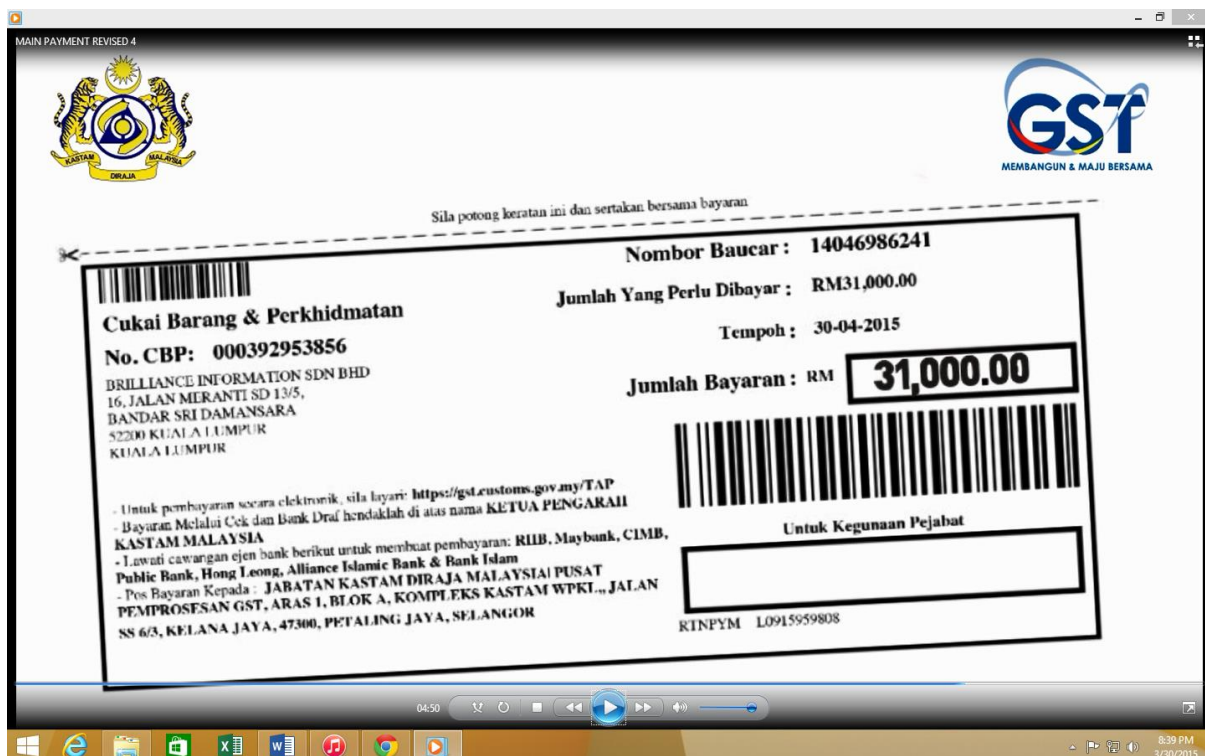 MAIN PAYMENT REVISED 4
KASTAM DIRAJA MALAYSIA
GST
MEMBANGUN & MAJU BERSAMA
Sila potong keratan ini dan sertakan bersama bayaran
Nombor Baucar : 14046986241
Jumlah Yang Perlu Dibayar : RM31,000.00
Tempoh : 30-04-2015
Jumlah Bayaran : RM 31,000.00
Cukai Barang & Perkhidmatan
No. CBP: 000392953856
BRILLIANCE INFORMATION SDN BHD
16, JALAN MERANTI SD 13/5,
BANDAR SRI DAMANSARA
52200 KUALA LUMPUR
KUALA LUMPUR
- Untuk pembayaran secara elektronik, sila layari: https://gst.customs.gov.my/TAP
- Bayaran Melalui Cek dan Bank Draf hendaklah di atas nama KETUA PENGARAH
KASTAM MALAYSIA
- Lawati cawangan ejen bank berikut untuk membuat pembayaran: RHB, Maybank, CIMB,
Public Bank, Hong Leong, Alliance Islamic Bank & Bank Islam
- Pos Bayaran Kepada : JABATAN KASTAM DIRAJA MALAYSIA| PUSAT
PEMPROSESAN GST, ARAS 1, BLOK A, KOMPLEKS KASTAM WPKL,, JALAN
SS 6/3, KELANA JAYA, 47300, PETALING JAYA, SELANGOR
Untuk Kegunaan Pejabat
RTNPYM L0915959808
04:50
8:39 PM
3/30/2015